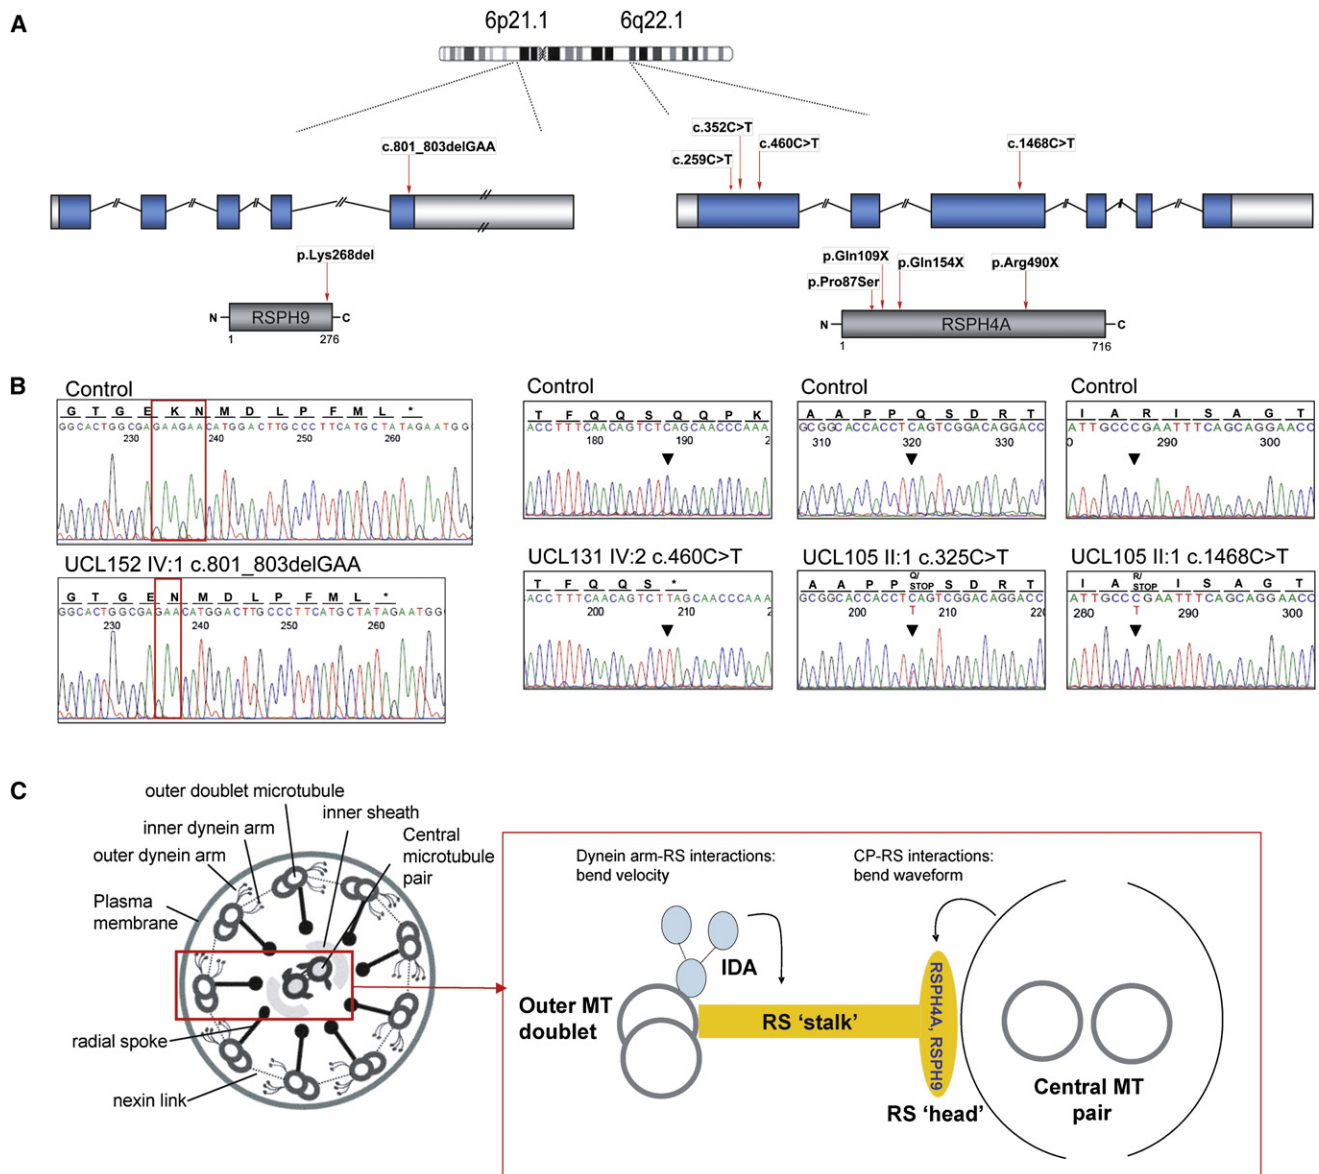 A
6p21.1 6q22.1
c.801_803delGAA
c.352C>T
c.460C>T
c.1468C>T
c.259C>T
p.Lys268del
p.Gln109X
p.Gln154X
p.Arg490X
p.Pro87Ser
N RSPH9 C
1 276
N RSPH4A C
1 716
B
Control
G T G E K N M D L P F M L *
GGCACTGGCGAGAAGAACATGGACTTGCCCTTCATGCTATAGAATGG
230 240 250 260
UCL152 IV:1 c.801_803delGAA
G T G E N M D L P F M L *
GGCACTGGCGAGAACATGGACTTGCCCTTCATGCTATAGAATGG
230 240 250 260
Control
T F Q Q S Q Q P K
ACCTTTCAACAGTCTCAGCAACCCAAA
180 190 2
UCL131 IV:2 c.460C>T
T F Q Q S *
ACCTTTCAACAGTCTTAGCAACCCAAA
200 210 2
Control
A A P P Q S D R T
GCGGCACCACCTCAGTCGGACAGGACC
310 320 330
UCL105 II:1 c.325C>T
Q/
A A P P STOP S D R T
GCGGCACCACCTCAGTCGGACAGGACC
200 T 210 220
Control
I A R I S A G T
ATTGCCCGAATTTCAGCAGGAACC
0 290 300
UCL105 II:1 c.1468C>T
R/
I A STOP I S A G T
ATTGCCCGAATTTCAGCAGGAACC
280 T 290 300
C
outer doublet microtubule
inner sheath
inner dynein arm
outer dynein arm
Central
microtubule
pair
Plasma
membrane
radial spoke
nexin link
Dynein arm-RS interactions:
bend velocity
CP-RS interactions:
bend waveform
IDA
Outer MT
doublet
RS 'stalk'
RSPH4A, RSPH9
RS 'head'
Central MT
pair